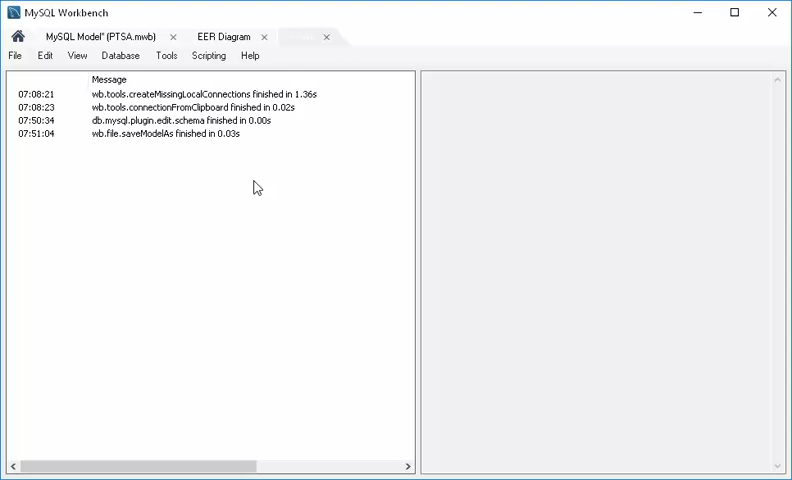 MySQL Workbench
MySQL Model* (PTSA.mwb) EER Diagram
File Edit View Database Tools Scripting Help
Message
07:08:21 wb.tools.createMissingLocalConnections finished in 1.36s
07:08:23 wb.tools.connectionFromClipboard finished in 0.02s
07:50:34 db.mysql.plugin.edit.schema finished in 0.00s
07:51:04 wb.file.saveModelAs finished in 0.03s